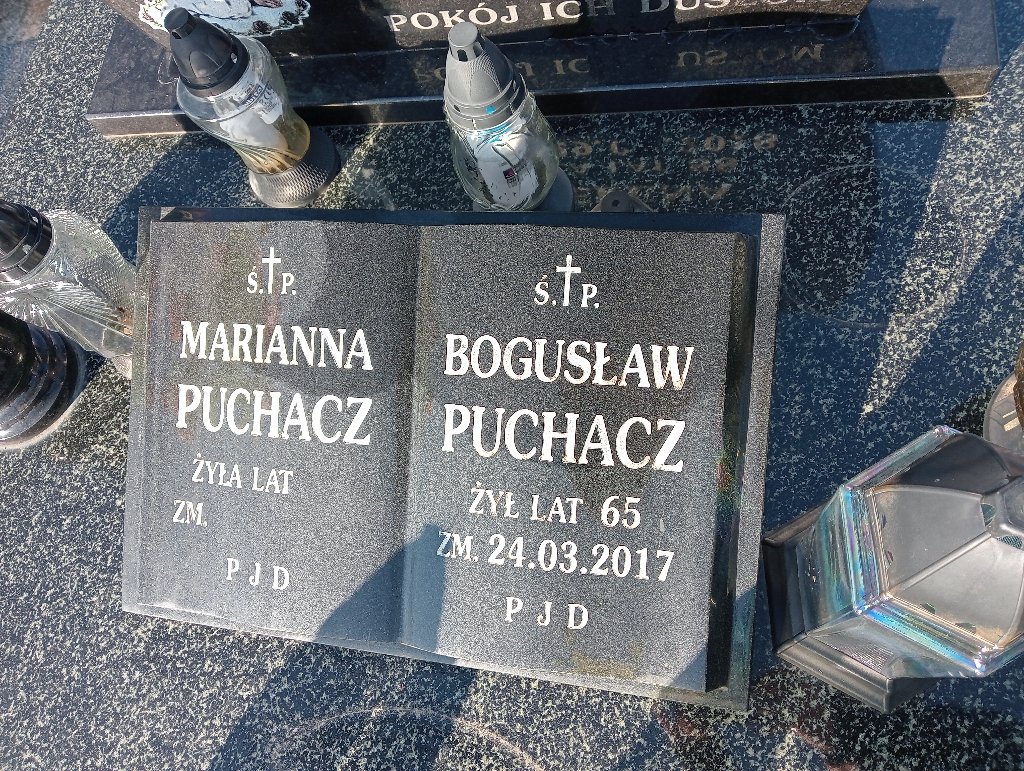 POKÓJ ICH DUSZOM
Ś.†P.
MARIANNA
PUCHACZ
ŻYŁA LAT
ZM.
P J D
Ś.†P.
BOGUSŁAW
PUCHACZ
ŻYŁ LAT 65
ZM. 24.03.2017
P J D